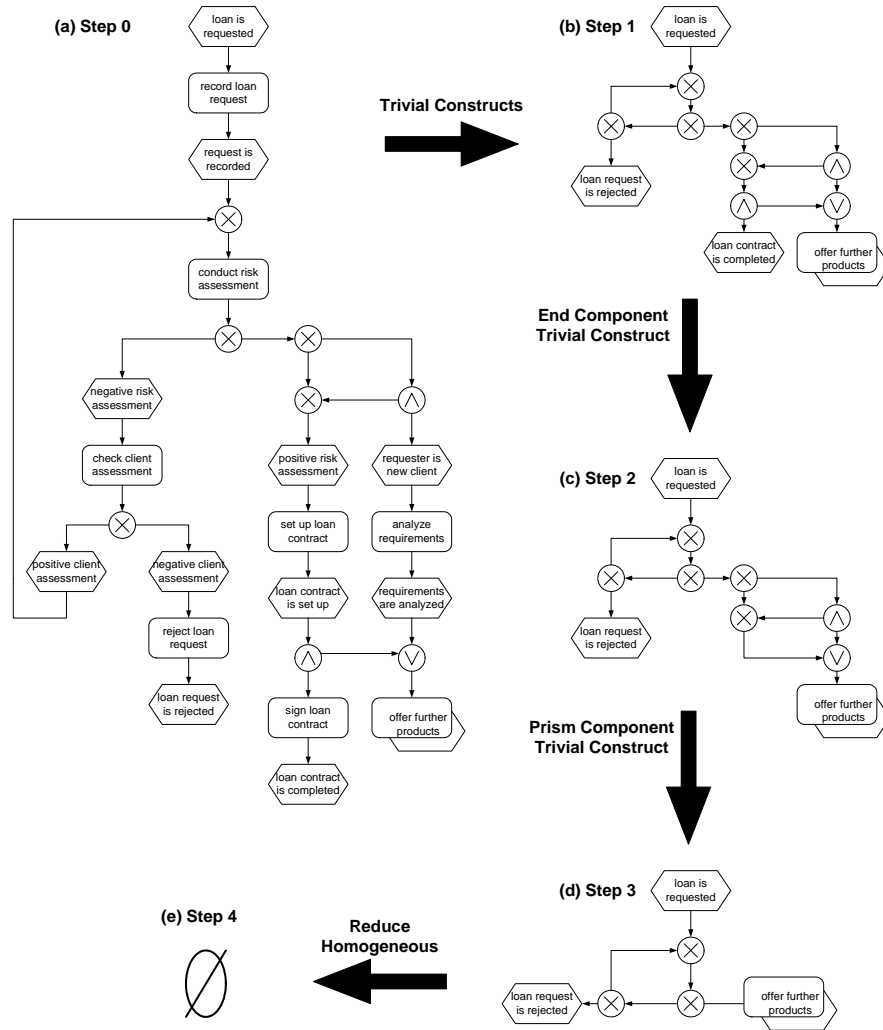 (a) Step 0
loan is
requested
record loan
request
request is
recorded
conduct risk
assessment
negative risk
assessment
check client
assessment
positive client
assessment
negative client
assessment
reject loan
request
loan request
is rejected
positive risk
assessment
set up loan
contract
loan contract
is set up
sign loan
contract
loan contract
is completed
requester is
new client
analyze
requirements
requirements
are analyzed
offer further
products
Trivial Constructs
(b) Step 1
loan is
requested
loan request
is rejected
loan contract
is completed
offer further
products
End Component
Trivial Construct
(c) Step 2
loan is
requested
loan request
is rejected
offer further
products
Prism Component
Trivial Construct
(d) Step 3
loan is
requested
loan request
is rejected
offer further
products
Reduce
Homogeneous
(e) Step 4